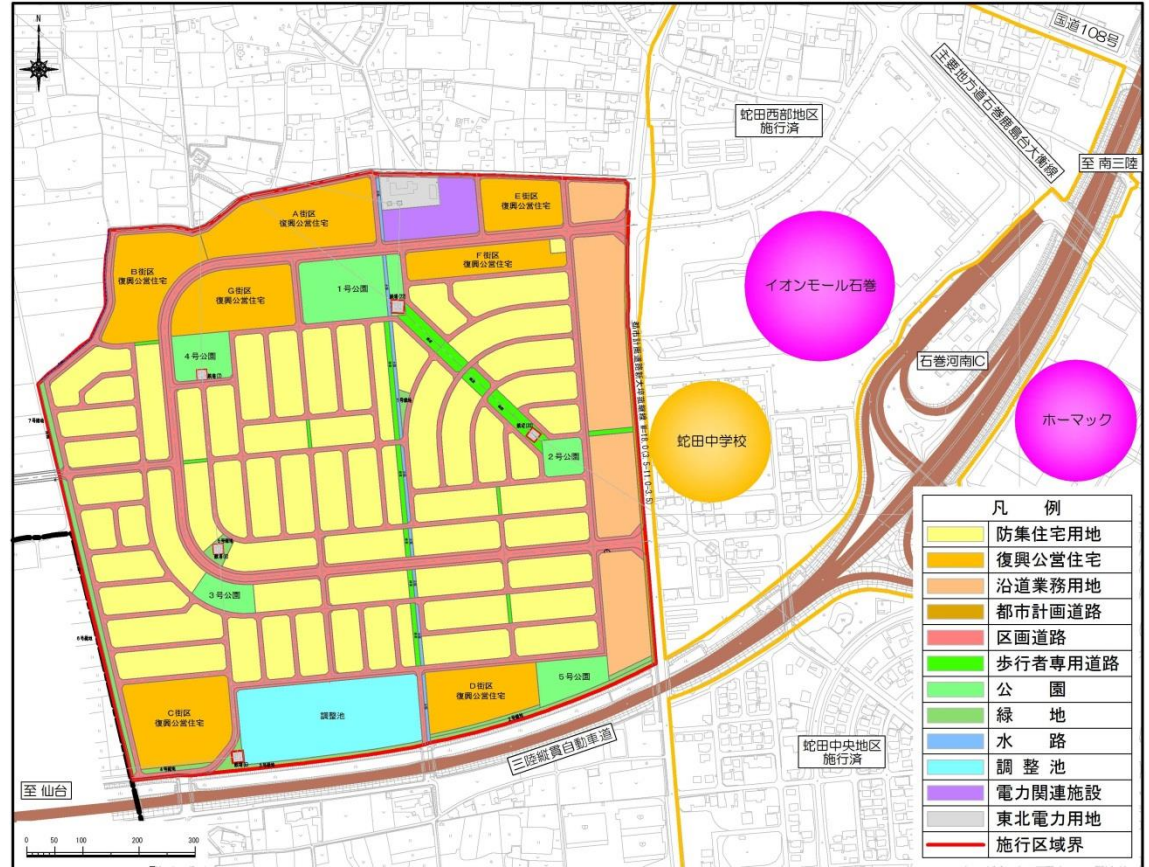 N
国道108号
主要地方道石巻鹿島台大衡線
至 南三陸
蛇田西部地区
施行済
A街区
復興公営住宅
E街区
復興公営住宅
B街区
復興公営住宅
G街区
復興公営住宅
1号公園
F街区
復興公営住宅
イオンモール石巻
4号公園
石巻河南IC
ホーマック
蛇田中学校
2号公園
3号公園
5号公園
C街区
復興公営住宅
調整池
D街区
復興公営住宅
三陸縦貫自動車道
蛇田中央地区
施行済
至 仙台
0 50 100 200 300
凡 例
防集住宅用地
復興公営住宅
沿道業務用地
都市計画道路
区画道路
歩行者専用道路
公 園
緑 地
水 路
調 整 池
電力関連施設
東北電力用地
施行区域界